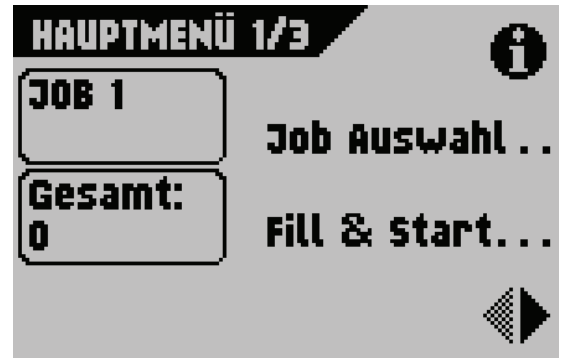 HAUPTMENÜ 1/3
JOB 1
Job Auswahl..
Gesamt:
0
Fill & Start...